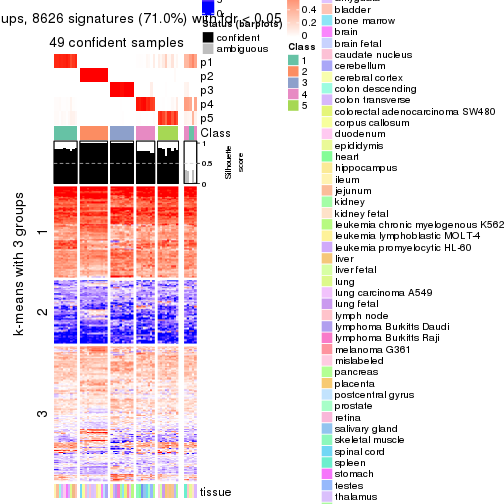 ups, 8626 signatures (71.0%) with fdr < 0.05
49 confident samples
p1
p2
p3
p4
p5
Class
1
0.5
0
Silhouette
score
k-means with 3 groups
1
2
3
tissue
0
Status (barplots)
confident
ambiguous
0.4
0.2
0
Class
1
2
3
4
5
bladder
bone marrow
brain
brain fetal
caudate nucleus
cerebellum
cerebral cortex
colon descending
colon transverse
colorectal adenocarcinoma SW480
corpus callosum
duodenum
epididymis
heart
hippocampus
ileum
jejunum
kidney
kidney fetal
leukemia chronic myelogenous K562
leukemia lymphoblastic MOLT-4
leukemia promyelocytic HL-60
liver
liver fetal
lung
lung carcinoma A549
lung fetal
lymph node
lymphoma Burkitts Daudi
lymphoma Burkitts Raji
melanoma G361
mislabeled
pancreas
placenta
postcentral gyrus
prostate
retina
salivary gland
skeletal muscle
spinal cord
spleen
stomach
testes
thalamus